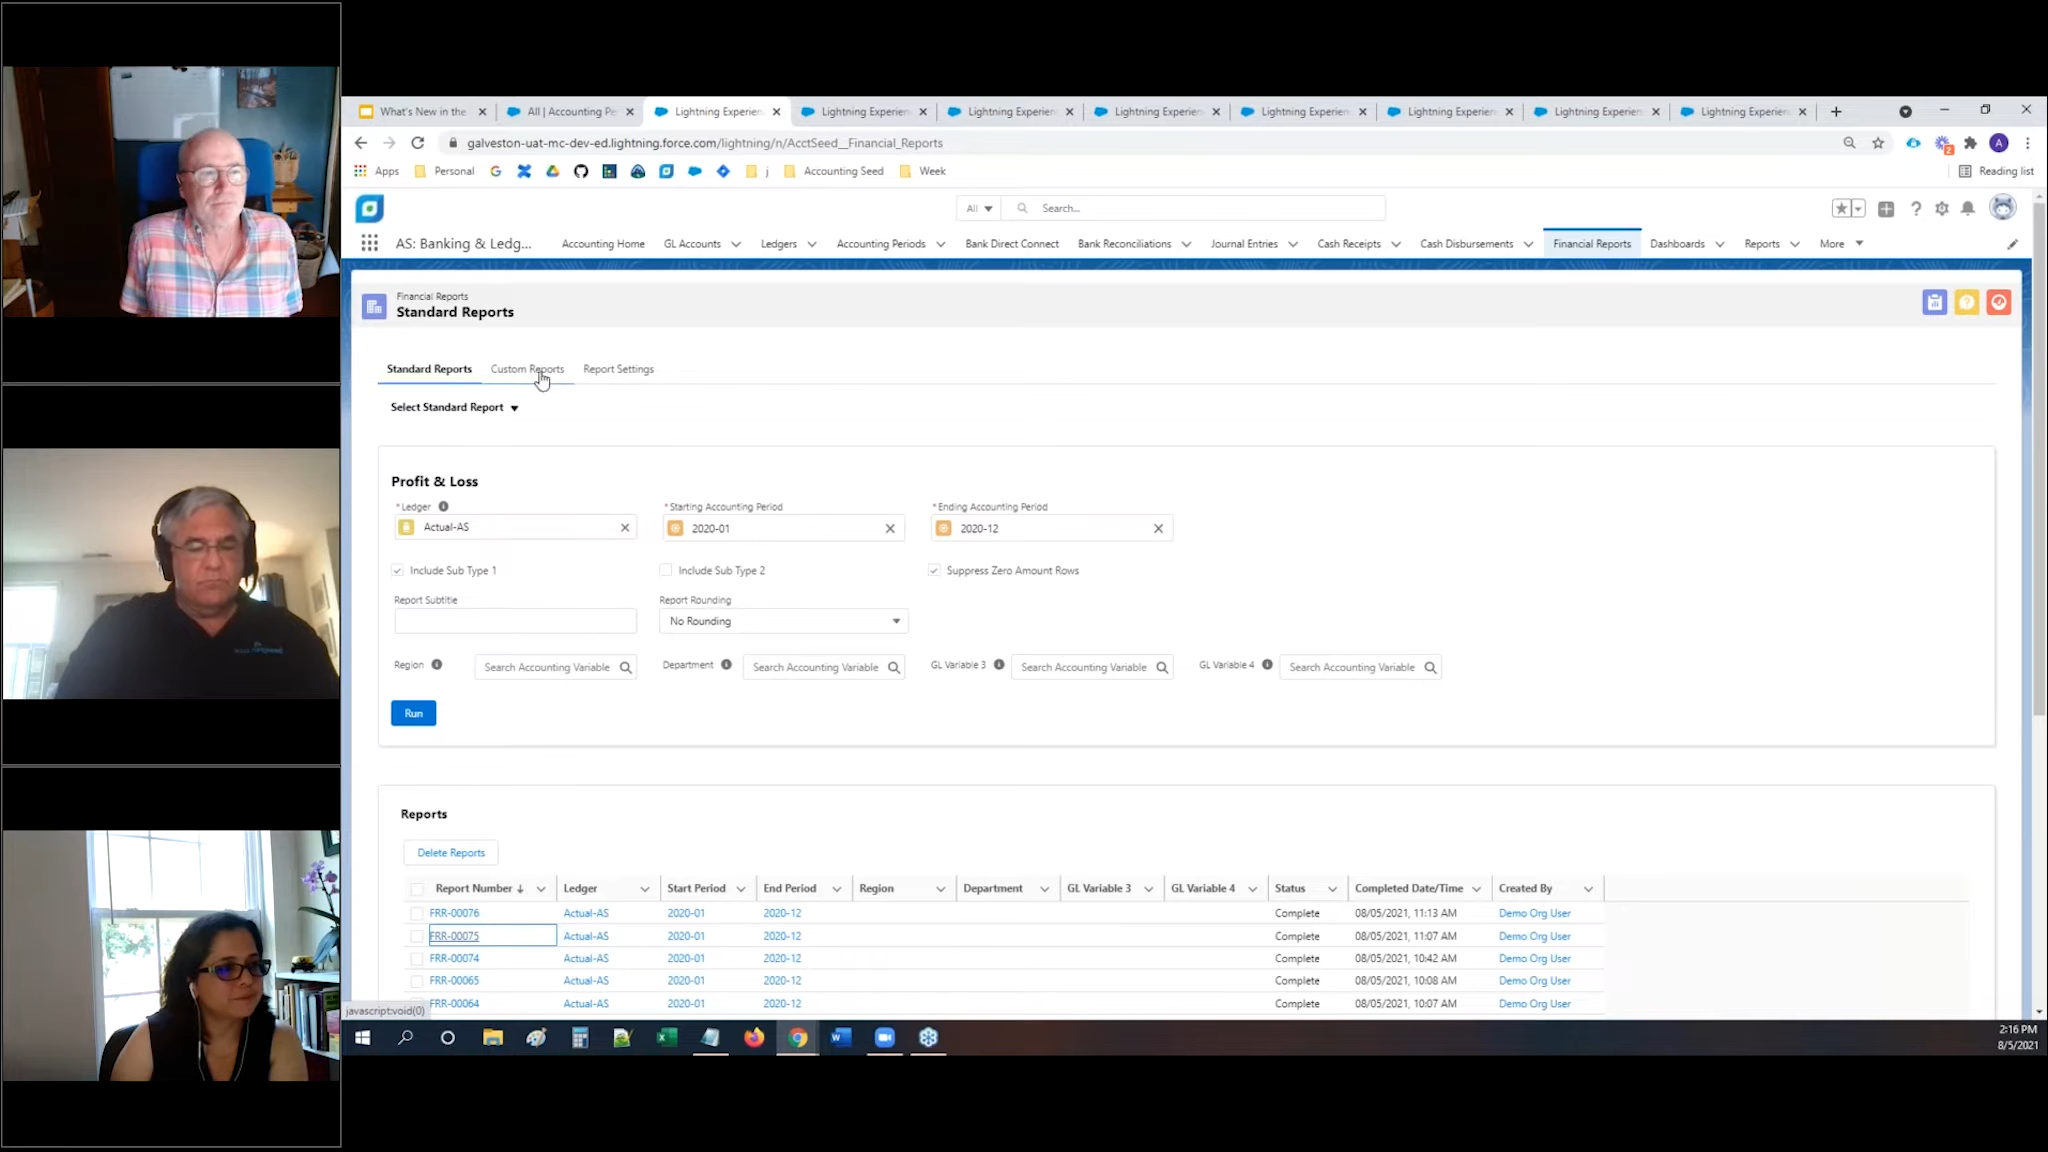 What's New in the
All | Accounting Pe
Lightning Experien
Lightning Experien
Lightning Experien
Lightning Experien
Lightning Experien
Lightning Experien
Lightning Experien
Lightning Experien
galveston-uat-mc-dev-ed.lightning.force.com/lightning/n/AcctSeed__Financial_Reports
Apps Personal j Accounting Seed Week Reading list
All Search...
AS: Banking & Ledg... Accounting Home GL Accounts Ledgers Accounting Periods Bank Direct Connect Bank Reconciliations Journal Entries Cash Receipts Cash Disbursements Financial Reports Dashboards Reports More
Financial Reports
Standard Reports
Standard Reports Custom Reports Report Settings
Select Standard Report
Profit & Loss
*Ledger *Starting Accounting Period *Ending Accounting Period
Actual-AS 2020-01 2020-12
Include Sub Type 1 Include Sub Type 2 Suppress Zero Amount Rows
Report Subtitle Report Rounding
No Rounding
Region Search Accounting Variable Department Search Accounting Variable GL Variable 3 Search Accounting Variable GL Variable 4 Search Accounting Variable
Run
Reports
Delete Reports
Report Number Ledger Start Period End Period Region Department GL Variable 3 GL Variable 4 Status Completed Date/Time Created By
FRR-00076 Actual-AS 2020-01 2020-12 Complete 08/05/2021, 11:13 AM Demo Org User
FRR-00075 Actual-AS 2020-01 2020-12 Complete 08/05/2021, 11:07 AM Demo Org User
FRR-00074 Actual-AS 2020-01 2020-12 Complete 08/05/2021, 10:42 AM Demo Org User
FRR-00065 Actual-AS 2020-01 2020-12 Complete 08/05/2021, 10:08 AM Demo Org User
FRR-00064 Actual-AS 2020-01 2020-12 Complete 08/05/2021, 10:07 AM Demo Org User
javascript:void(0)
2:16 PM
8/5/2021